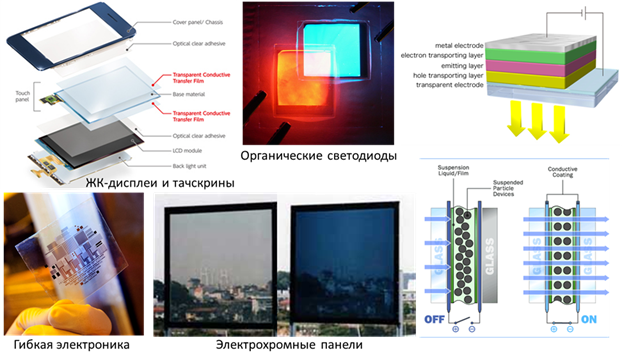 Cover panel/ Chassis
Optical clear adhesive
Transparent Conductive
Transfer Film
Touch
panel
Base material
Transparent Conductive
Transfer Film
Optical clear adhesive
LCD module
Back light unit
ЖК-дисплеи и тачскрины
Органические светодиоды
metal electrode
electron transporting layer
emitting layer
hole transporting layer
transparent electrode
Гибкая электроника
Электрохромные панели
Suspension
Liquid/Film
Suspended
Particle
Devices
GLASS
GLASS
OFF
Conductive
Coating
GLASS
GLASS
ON